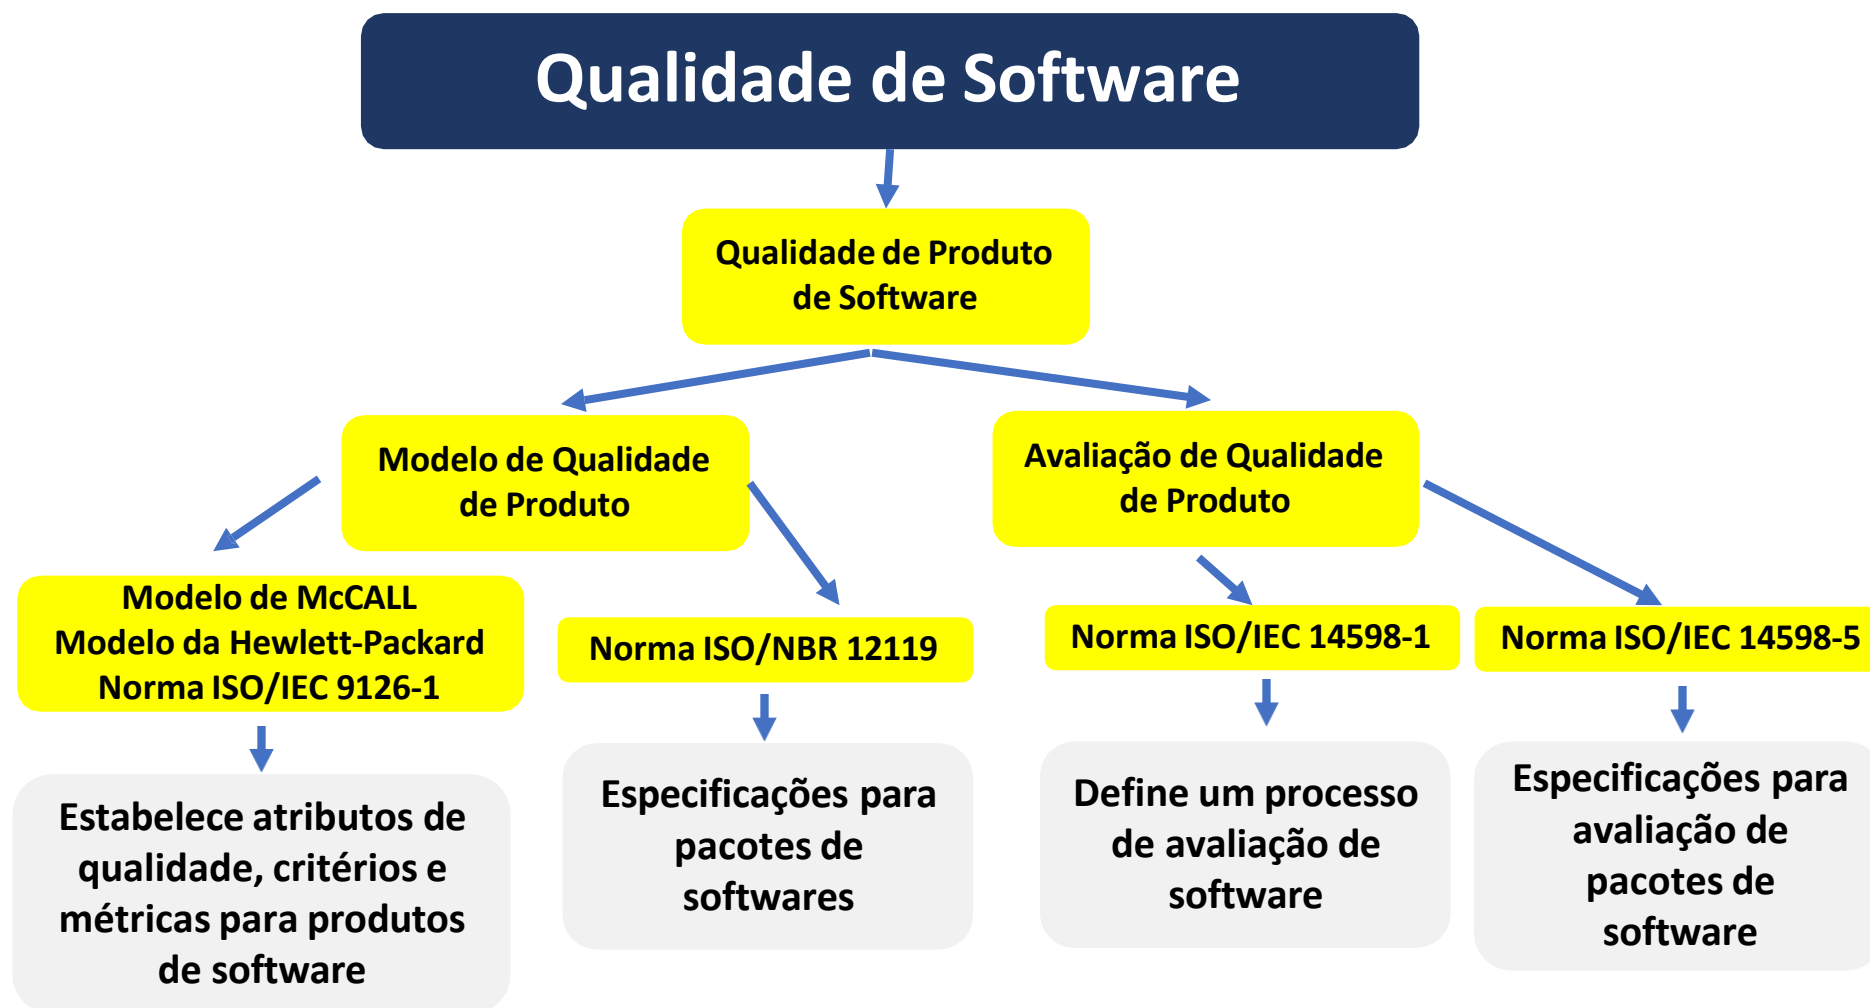 Qualidade de Software
Qualidade de Produto
de Software
Modelo de Qualidade
de Produto
Avaliação de Qualidade
de Produto
Modelo de McCALL
Modelo da Hewlett-Packard
Norma ISO/IEC 9126-1
Norma ISO/NBR 12119
Norma ISO/IEC 14598-1
Norma ISO/IEC 14598-5
Estabelece atributos de
qualidade, critérios e
métricas para produtos
de software
Especificações para
pacotes de
softwares
Define um processo
de avaliação de
software
Especificações para
avaliação de
pacotes de
software